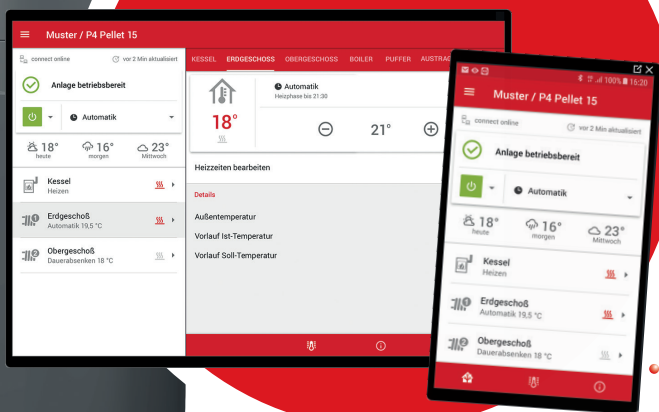 Muster / P4 Pellet 15
connect online
vor 2 Min aktualisiert
Anlage betriebsbereit
Automatik
18°
heute
16°
morgen
23°
Mittwoch
Kessel
Heizen
Erdgeschoß
Automatik 19,5 °C
Obergeschoß
Dauerabsenken 18 °C
KESSEL
ERDGESCHOSS
OBERGESCHOSS
BOILER
PUFFER
AUSTRAG
18°
Automatik
Heizphase bis 21:30
21°
Heizzeiten bearbeiten
Details
Außentemperatur
Vorlauf Ist-Temperatur
Vorlauf Soll-Temperatur
100% 16:20
Muster / P4 Pellet 15
connect online
vor 2 Min aktualisiert
Anlage betriebsbereit
Automatik
18°
heute
16°
morgen
23°
Mittwoch
Kessel
Heizen
Erdgeschoß
Automatik 19,5 °C
Obergeschoß
Dauerabsenken 18 °C